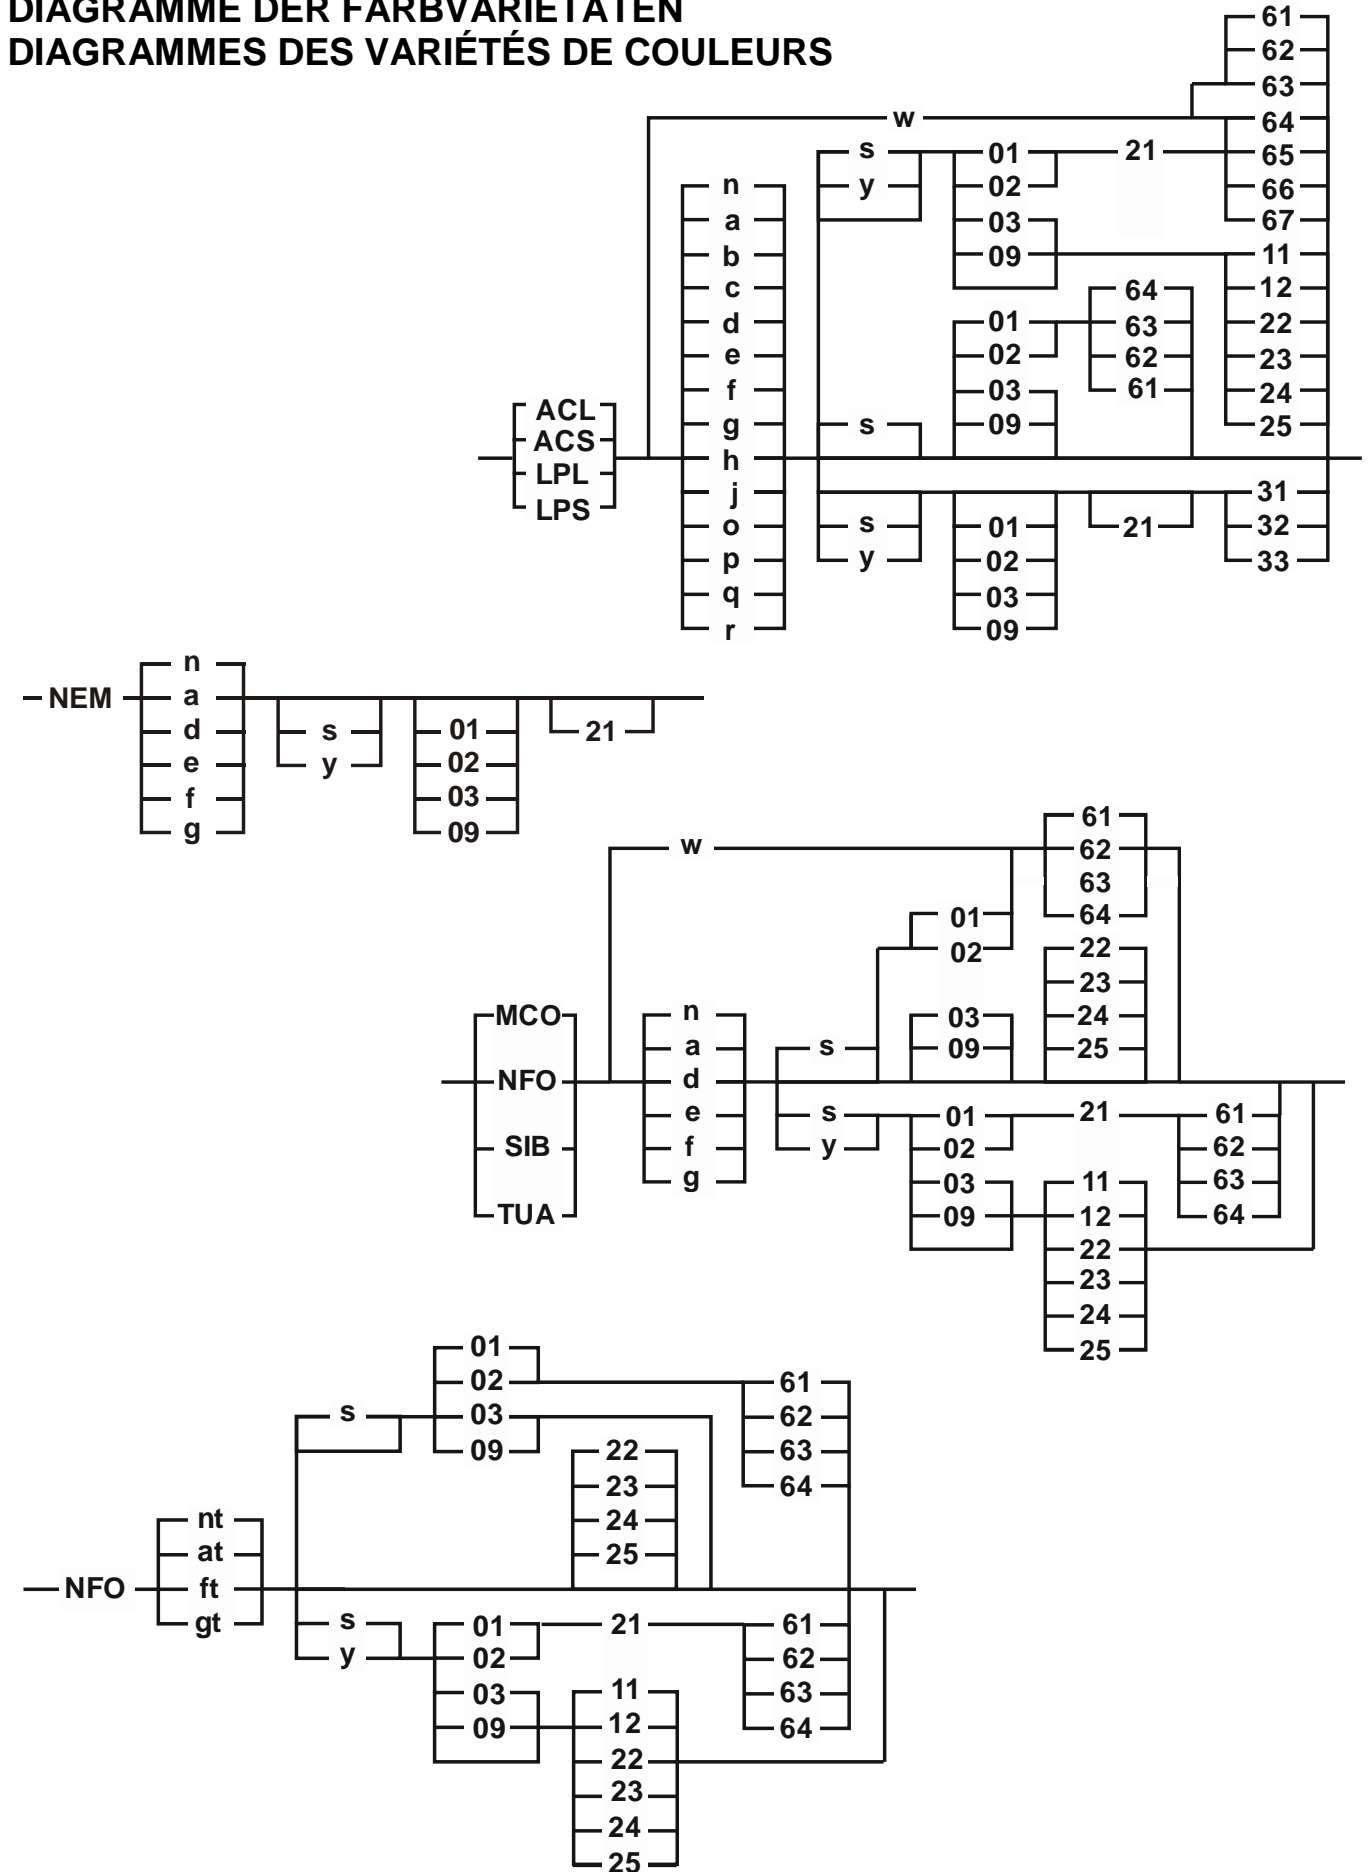 DIAGRAMME DER FARBVARIETÄTEN
DIAGRAMMES DES VARIÉTÉS DE COULEURS
61
62
63
w 64
s 01 21 65
y 02 66
n
a 03 67
b 09 11
c 64 12
d 01 63 22
e 02 62 23
f 03 61 24
ACL
g s 09 25
ACS
h
LPL
j 31
LPS
o s 01 21 32
p y 02 33
q 03
r 09
n
NEM a
d s 01 21
e y 02
f 03
g 09
61
w 62
63
01 64
02 22
23
MCO n 03 24
a s 09 25
NFO d
e s 01 21 61
SIB f y 02 62
g 03 11 63
TUA 09 12 64
22
23
24
25
01
02 61
s 03 62
09 22 63
23 64
nt 24
at 25
NFO ft
gt s 01 21 61
y 02 62
03 11 63
09 12 64
22
23
24
25